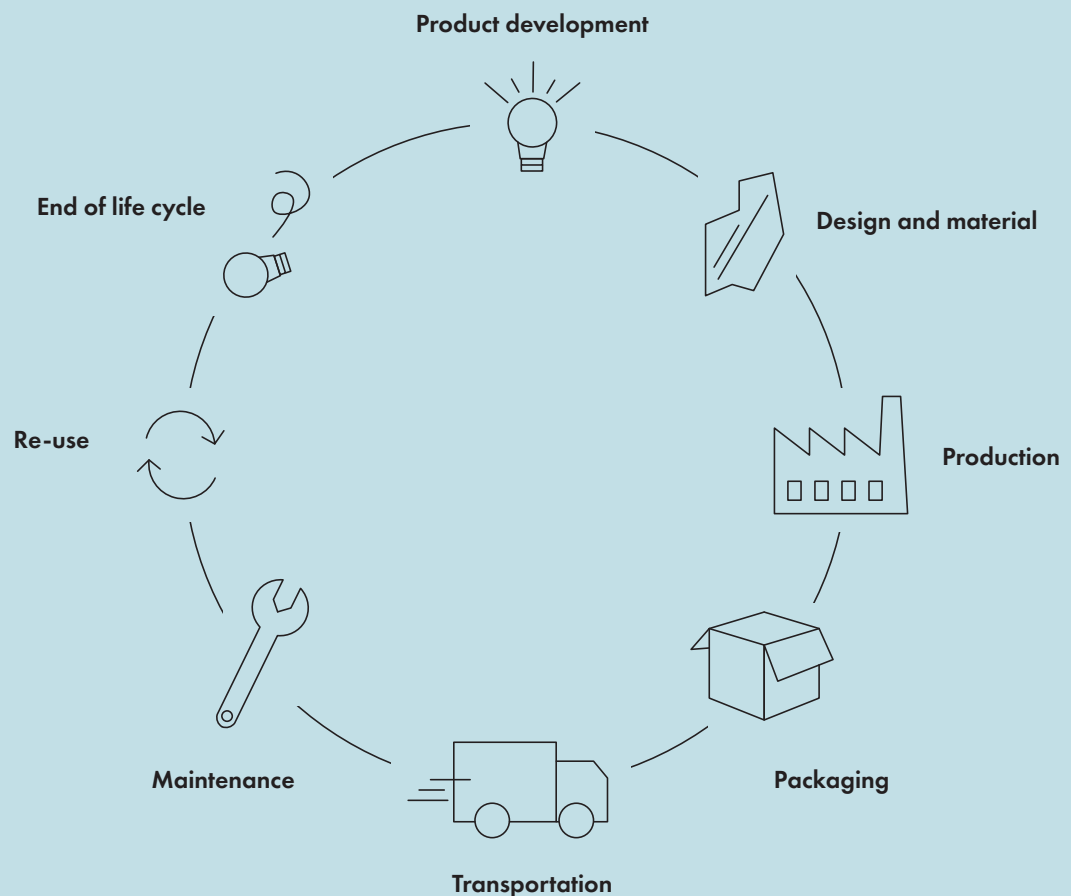 Product development
Design and material
Production
Packaging
Transportation
Maintenance
Re-use
End of life cycle